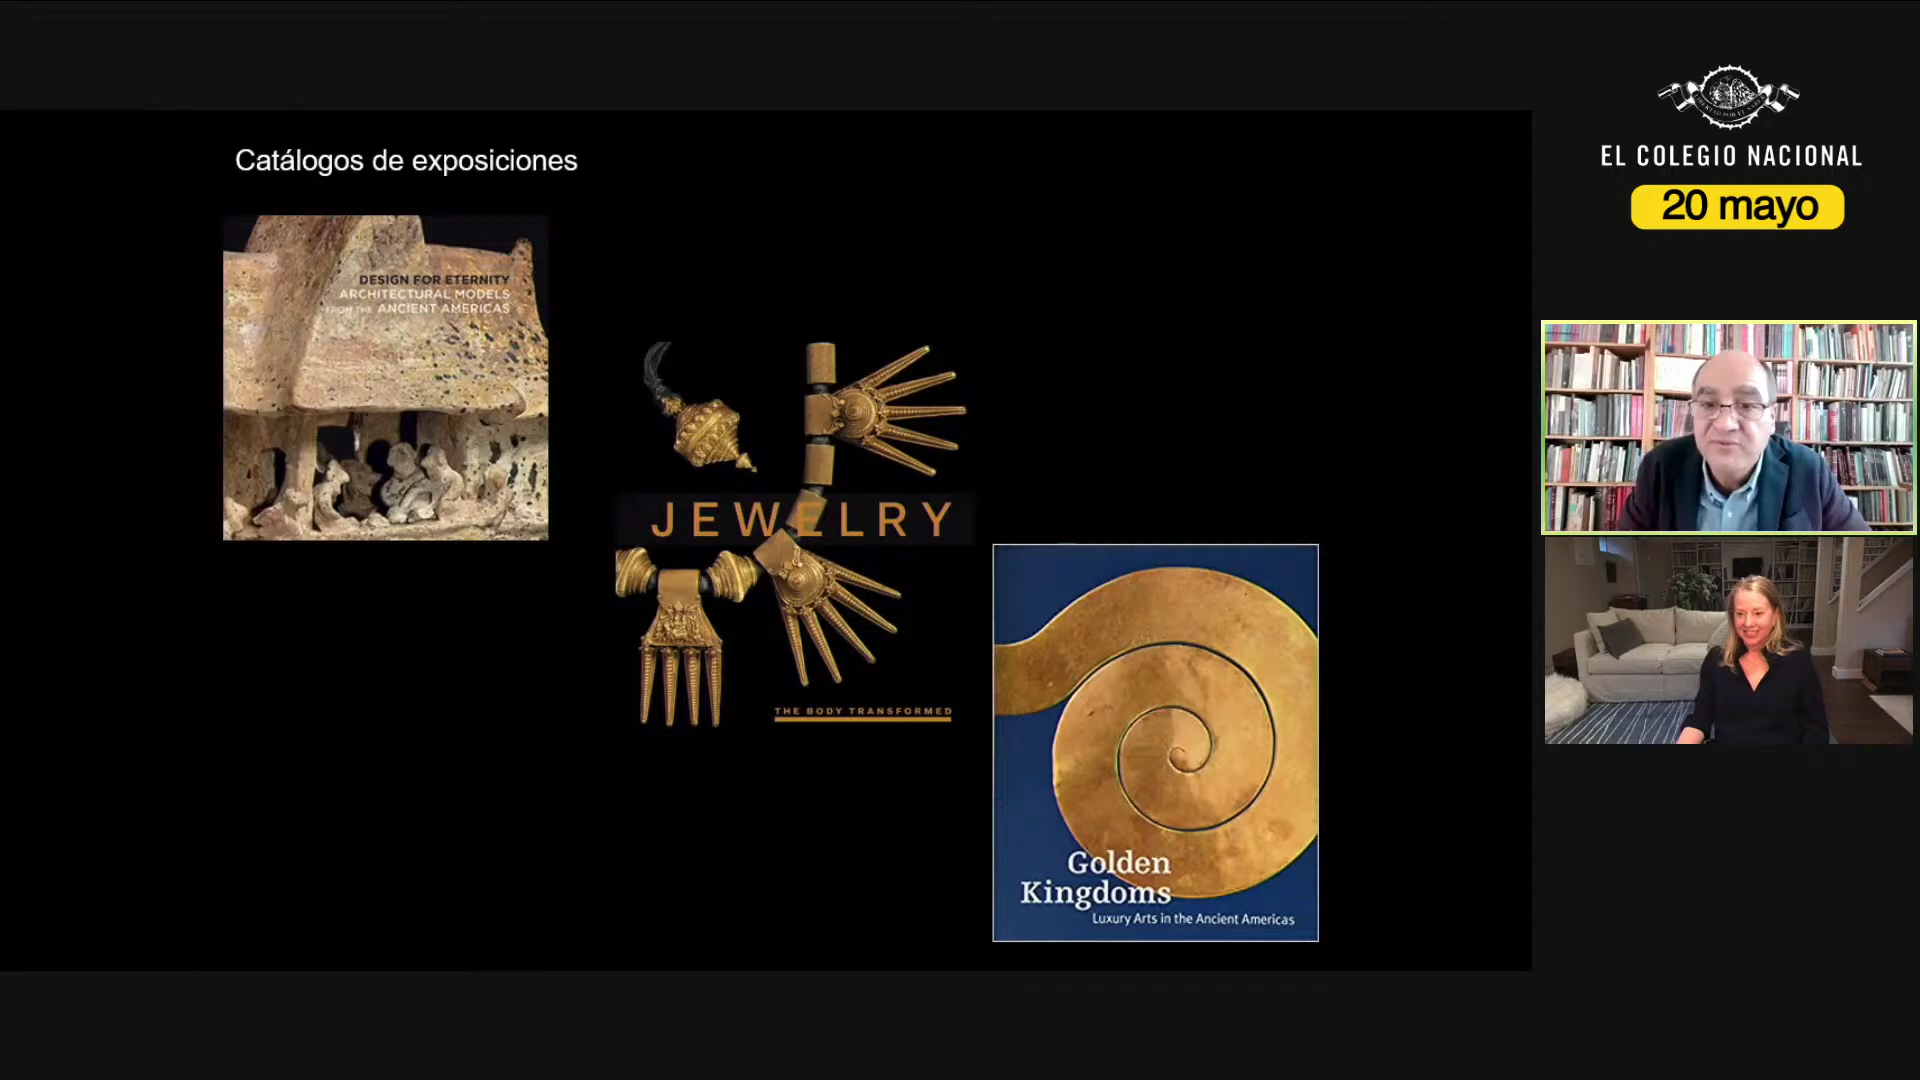 Catálogos de exposiciones
DESIGN FOR ETERNITY
ARCHITECTURAL MODELS
FROM THE ANCIENT AMERICAS
JEWELRY
THE BODY TRANSFORMED
Golden
Kingdoms
Luxury Arts in the Ancient Americas
EL COLEGIO NACIONAL
20 mayo